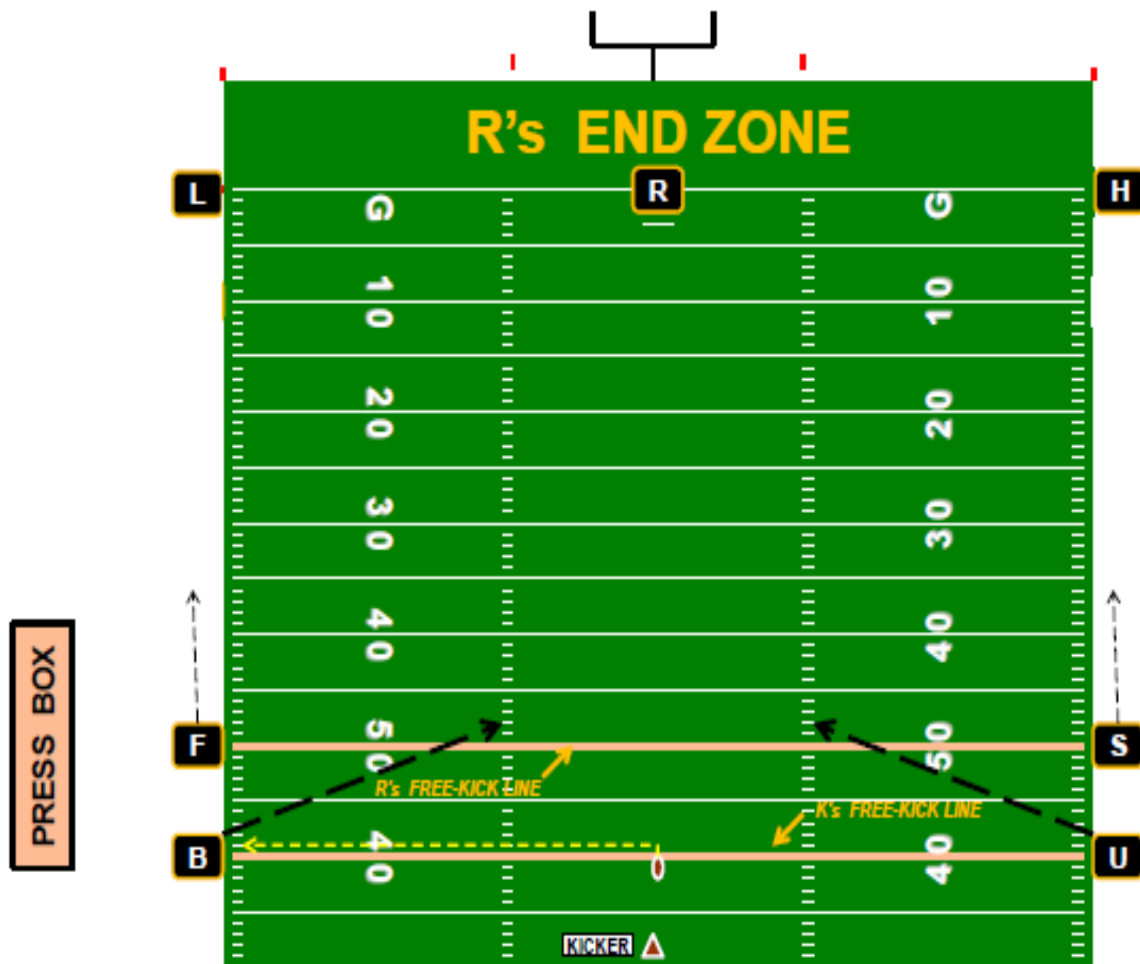 R's END ZONE
L
R
H
G
G
10
10
20
20
30
30
40
40
PRESS BOX
F
50
50
S
R's FREE-KICK LINE
K's FREE-KICK LINE
B
40
40
U
KICKER